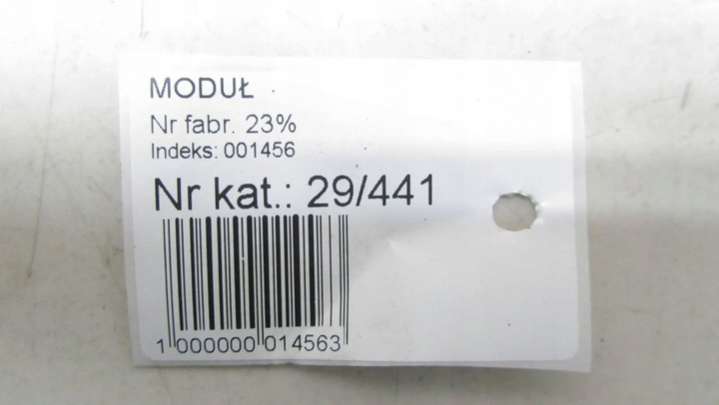 MODUŁ
Nr fabr. 23%
Indeks: 001456
Nr kat.: 29/441
1 000000 014563